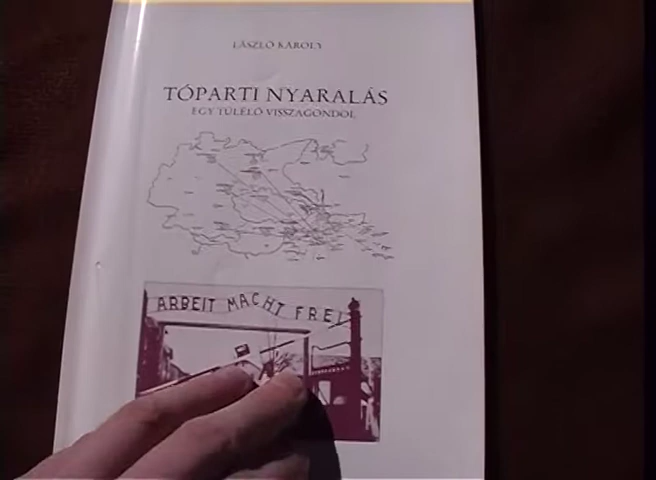 LÁSZLÓ KÁROLY
TÓPARTI NYARALÁS
EGY TÚLÉLŐ VISSZAGONDOL
ARBEIT MACHT FREI